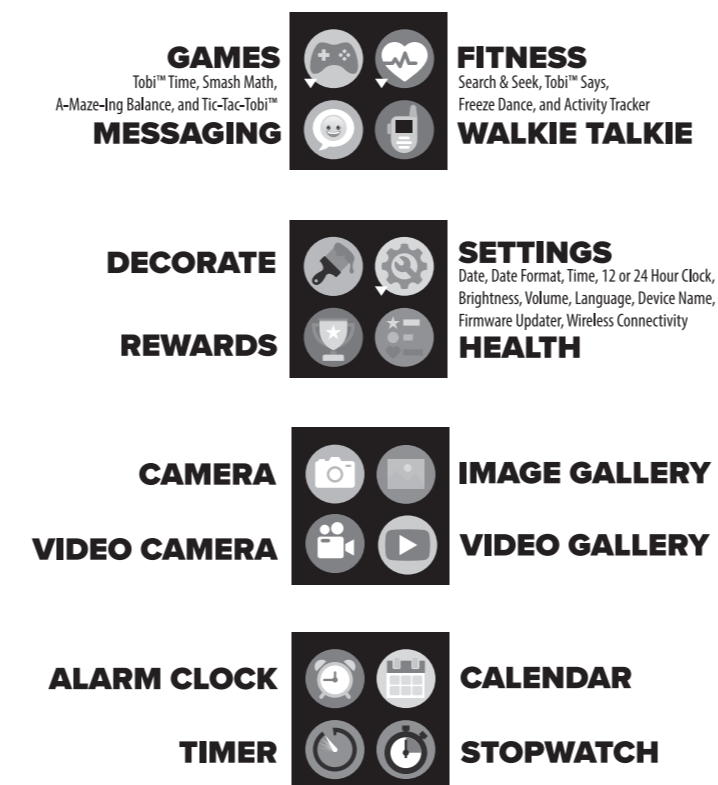 GAMES
Tobi™ Time, Smash Math,
A-Maze-Ing Balance, and Tic-Tac-Tobi™
MESSAGING
FITNESS
Search & Seek, Tobi™ Says,
Freeze Dance, and Activity Tracker
WALKIE TALKIE
DECORATE
REWARDS
SETTINGS
Date, Date Format, Time, 12 or 24 Hour Clock,
Brightness, Volume, Language, Device Name,
Firmware Updater, Wireless Connectivity
HEALTH
CAMERA
VIDEO CAMERA
IMAGE GALLERY
VIDEO GALLERY
ALARM CLOCK
TIMER
CALENDAR
STOPWATCH